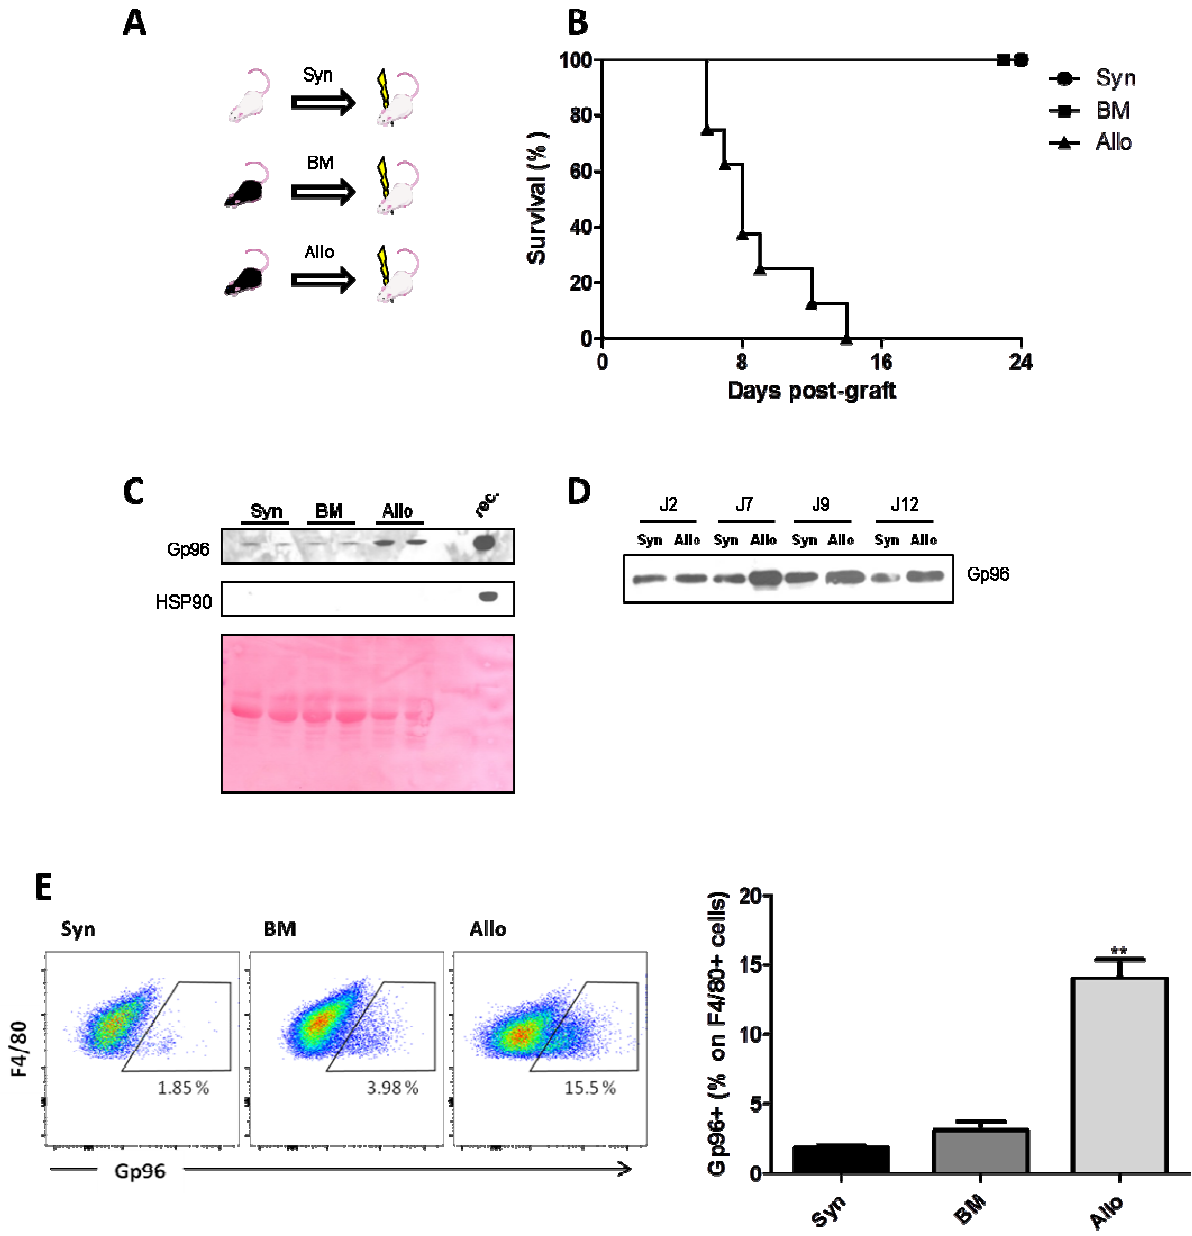 A
Syn
BM
Allo
B
Survival (%)
100
80
60
40
20
0
0 8 16 24
Days post-graft
Syn
BM
Allo
C
Syn BM Allo rec.
Gp96
HSP90
D
J2 J7 J9 J12
Syn Allo Syn Allo Syn Allo Syn Allo
Gp96
E
Syn BM Allo
F4/80
1.85 % 3.98 % 15.5 %
Gp96
Gp96+ (% on F4/80+ cells)
20
15
10
5
0
**
Syn BM Allo